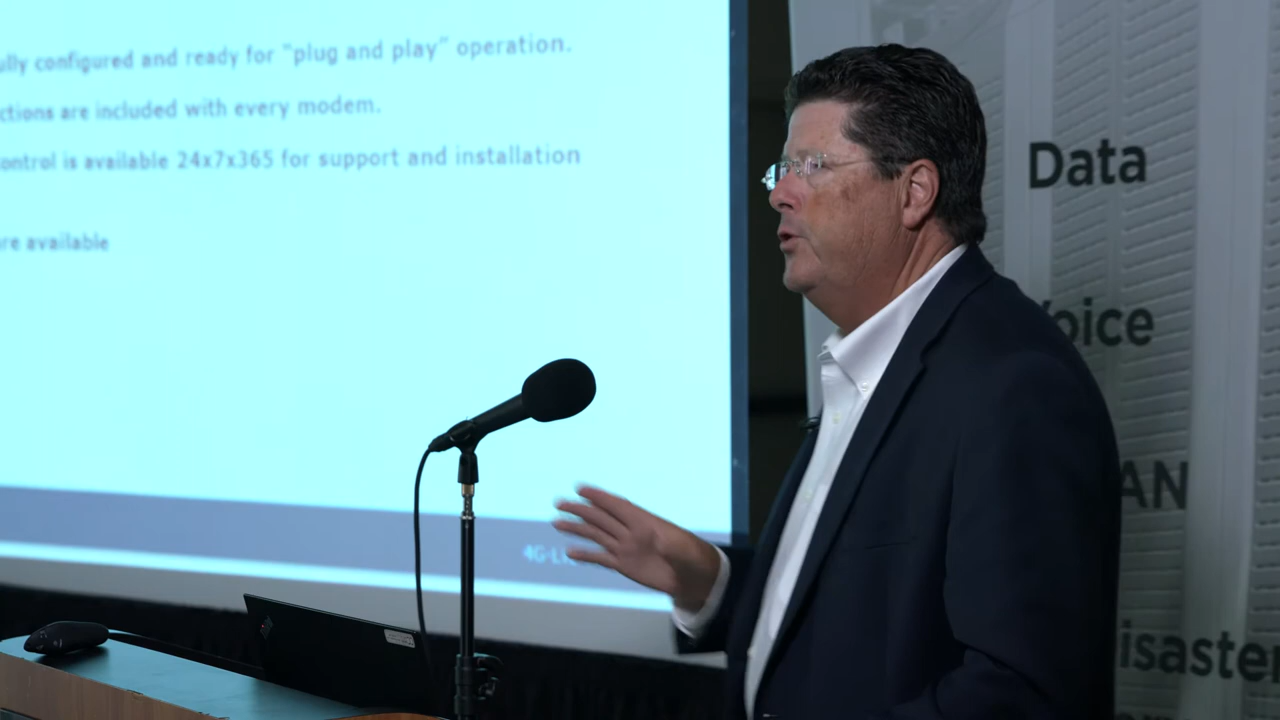 ully configured and ready for "plug and play" operation.
ctions are included with every modem.
ontrol is available 24x7x365 for support and installation
re available
4G-L
Data
oice
AN
isaster